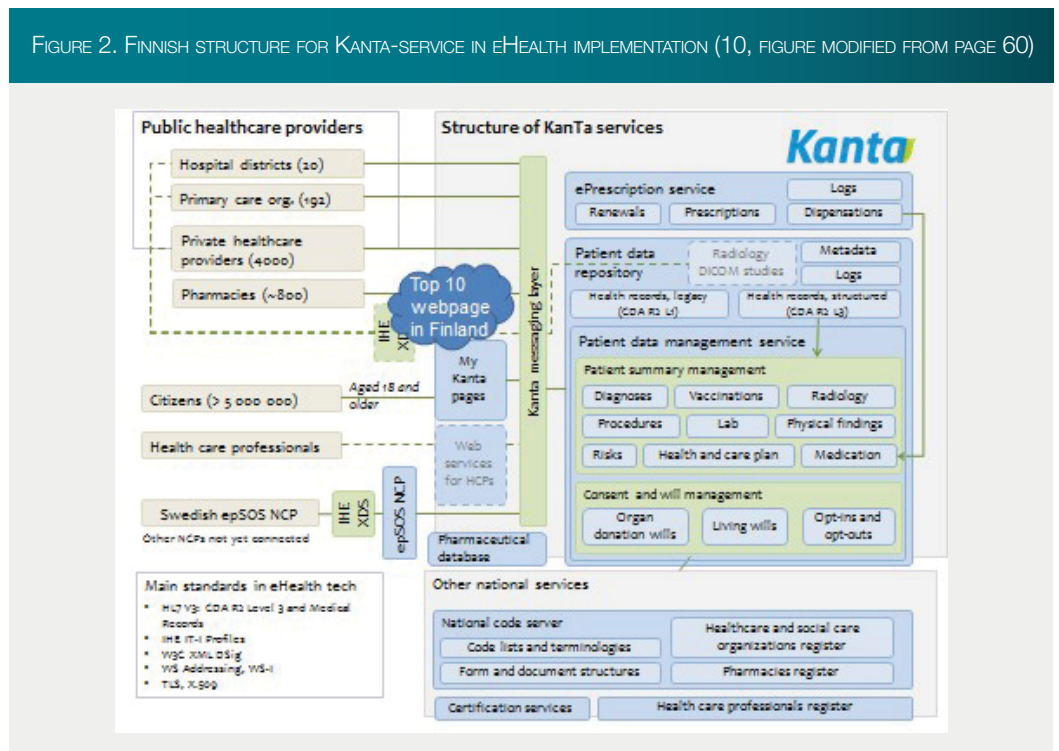 FIGURE 2. FINNISH STRUCTURE FOR KANTA-SERVICE IN EHEALTH IMPLEMENTATION (10, FIGURE MODIFIED FROM PAGE 60)
Public healthcare providers
Hospital districts (20)
Primary care org. (192)
Private healthcare
providers (4000)
Pharmacies (~800)
IHE
XDS
Top 10
webpage
in Finland
Citizens (> 5 000 000)
Aged 18 and
older
Health care professionals
Swedish epSOS NCP
Other NCPs not yet connected
IHE
XDS
epSOS NCP
Structure of KanTa services
Kanta
My
Kanta
pages
Web
services
for HCPs
Pharmaceutical
database
Kanta messaging layer
ePrescription service
Logs
Renewals
Prescriptions
Dispensations
Patient data
repository
Radiology
DICOM studies
Metadata
Logs
Health records, legacy
(CDA R2 L1)
Health records, structured
(CDA R2 L3)
Patient data management service
Patient summary management
Diagnoses
Vaccinations
Radiology
Procedures
Lab
Physical findings
Risks
Health and care plan
Medication
Consent and will management
Organ
donation wills
Living wills
Opt-ins and
opt-outs
Main standards in eHealth tech
• HL7 V3: CDA R2 Level 3 and Medical
Records
• IHE IT-I Profiles
• W3C XML DSig
• WS Addressing, WS-I
• TLS, X.509
Other national services
National code server
Code lists and terminologies
Form and document structures
Healthcare and social care
organizations register
Pharmacies register
Certification services
Health care professionals register